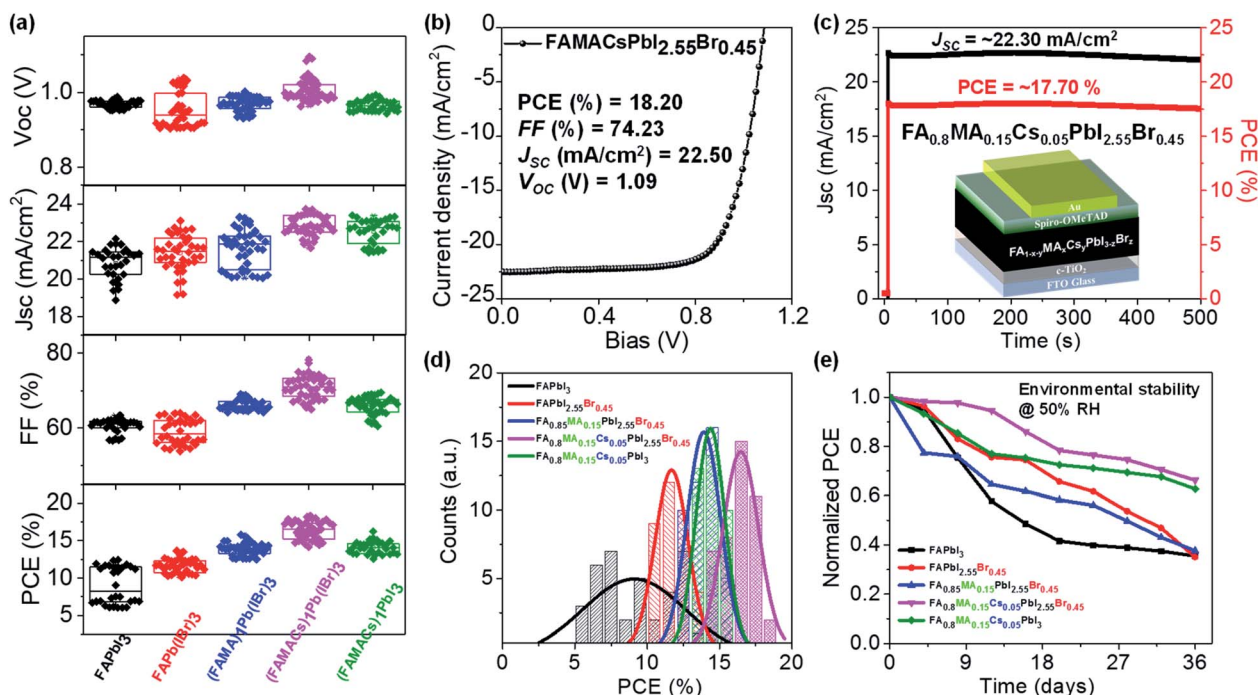 (a)
Voc (V)
1.0
0.8
Jsc (mA/cm²)
24
22
20
18
FF (%)
80
60
40
PCE (%)
20
15
10
5
FAPbI3
FAPb(IBr)3
(FAMA)1Pb(IBr)3
(FAMACs)1Pb(IBr)3
(FAMACs)1PbI3
(b)
Current density (mA/cm²)
0
-5
-10
-15
-20
-25
FAMACsPbI2.55Br0.45
PCE (%) = 18.20
FF (%) = 74.23
JSC (mA/cm²) = 22.50
VOC (V) = 1.09
0.0
0.4
0.8
1.2
Bias (V)
(c)
Jsc (mA/cm²)
25
20
15
10
5
0
JSC = ~22.30 mA/cm²
PCE = ~17.70 %
FA0.8MA0.15Cs0.05PbI2.55Br0.45
Au
Spiro-OMeTAD
FA1-x-yMAxCsyPbI3-zBrz
c-TiO2
FTO Glass
25
20
15
10
5
0
PCE (%)
0
100
200
300
400
500
Time (s)
(d)
Counts (a.u.)
20
15
10
5
FAPbI3
FAPbI2.55Br0.45
FA0.85MA0.15PbI2.55Br0.45
FA0.8MA0.15Cs0.05PbI2.55Br0.45
FA0.8MA0.15Cs0.05PbI3
0
5
10
15
20
PCE (%)
(e)
Normalized PCE
1.0
0.8
0.6
0.4
0.2
0.0
Environmental stability
@ 50% RH
FAPbI3
FAPbI2.55Br0.45
FA0.85MA0.15PbI2.55Br0.45
FA0.8MA0.15Cs0.05PbI2.55Br0.45
FA0.8MA0.15Cs0.05PbI3
0
9
18
27
36
Time (days)